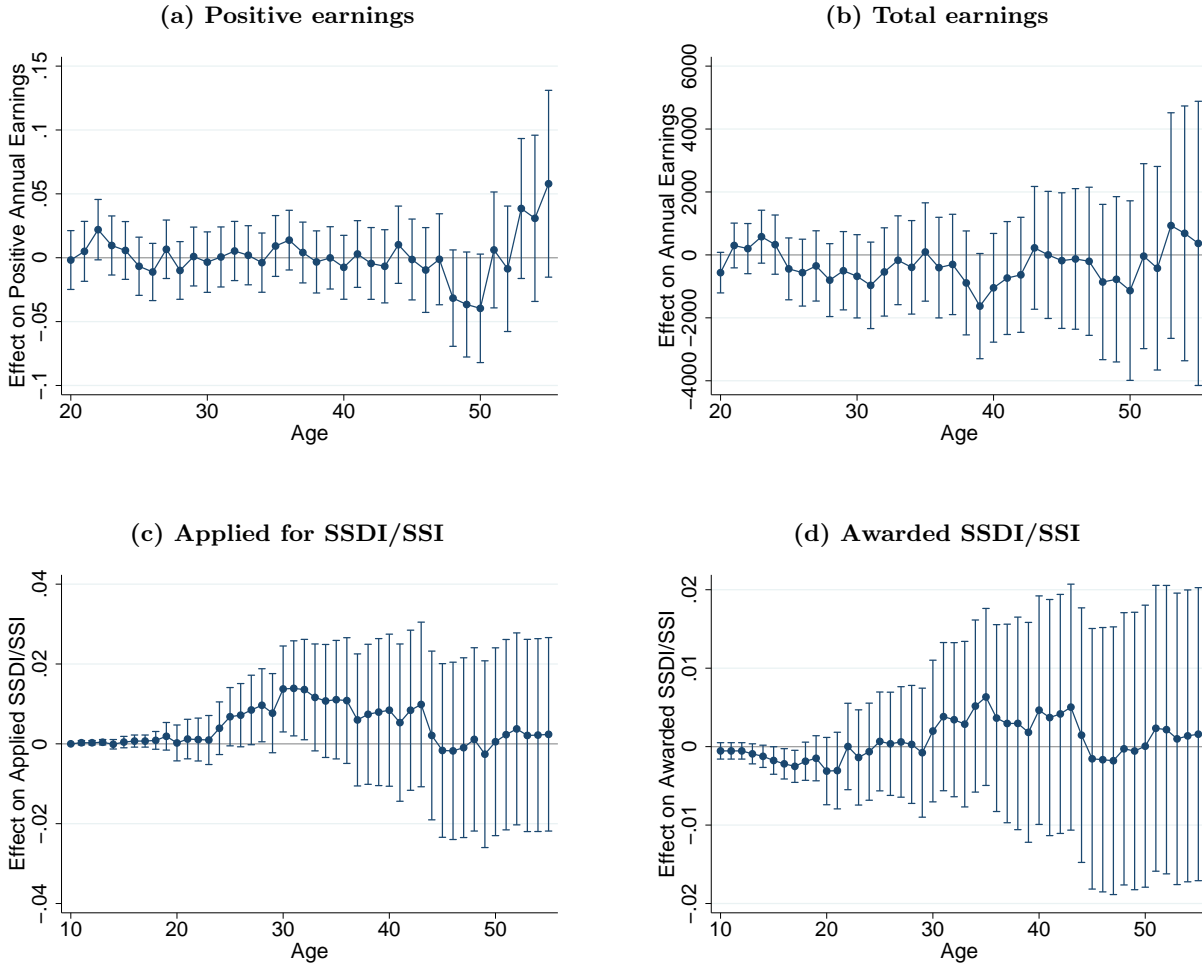 (a) Positive earnings
Effect on Positive Annual Earnings
.15
.1
.05
0
−.05
−.1
20 30 40 50
Age
(b) Total earnings
Effect on Annual Earnings
6000
4000
2000
0
−2000
−4000
20 30 40 50
Age
(c) Applied for SSDI/SSI
Effect on Applied SSDI/SSI
.04
.02
0
−.02
−.04
10 20 30 40 50
Age
(d) Awarded SSDI/SSI
Effect on Awarded SSDI/SSI
.02
.01
0
−.01
−.02
10 20 30 40 50
Age